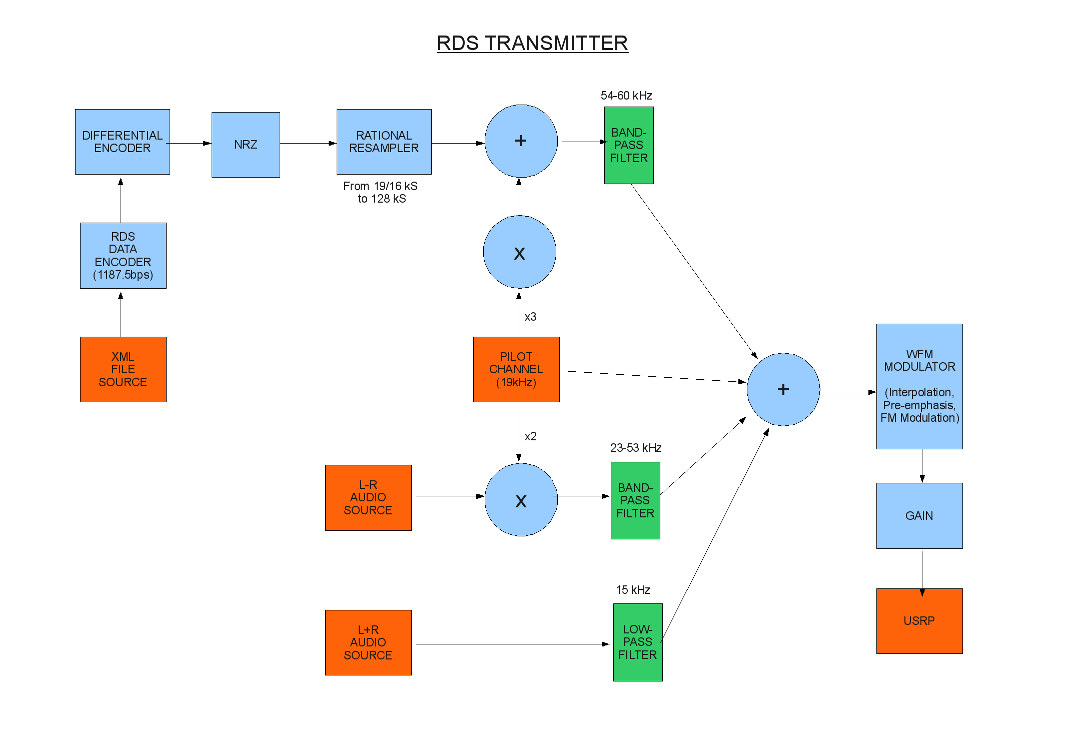 RDS TRANSMITTER
54-60 kHz
DIFFERENTIAL
ENCODER
NRZ
RATIONAL
RESAMPLER
+
BAND-
PASS
FILTER
From 19/16 kS
to 128 kS
RDS
DATA
ENCODER
(1187.5bps)
X
x3
XML
FILE
SOURCE
PILOT
CHANNEL
(19kHz)
+
WFM
MODULATOR
(Interpolation,
Pre-emphasis,
FM Modulation)
x2
23-53 kHz
L-R
AUDIO
SOURCE
X
BAND-
PASS
FILTER
GAIN
15 kHz
L+R
AUDIO
SOURCE
LOW-
PASS
FILTER
USRP